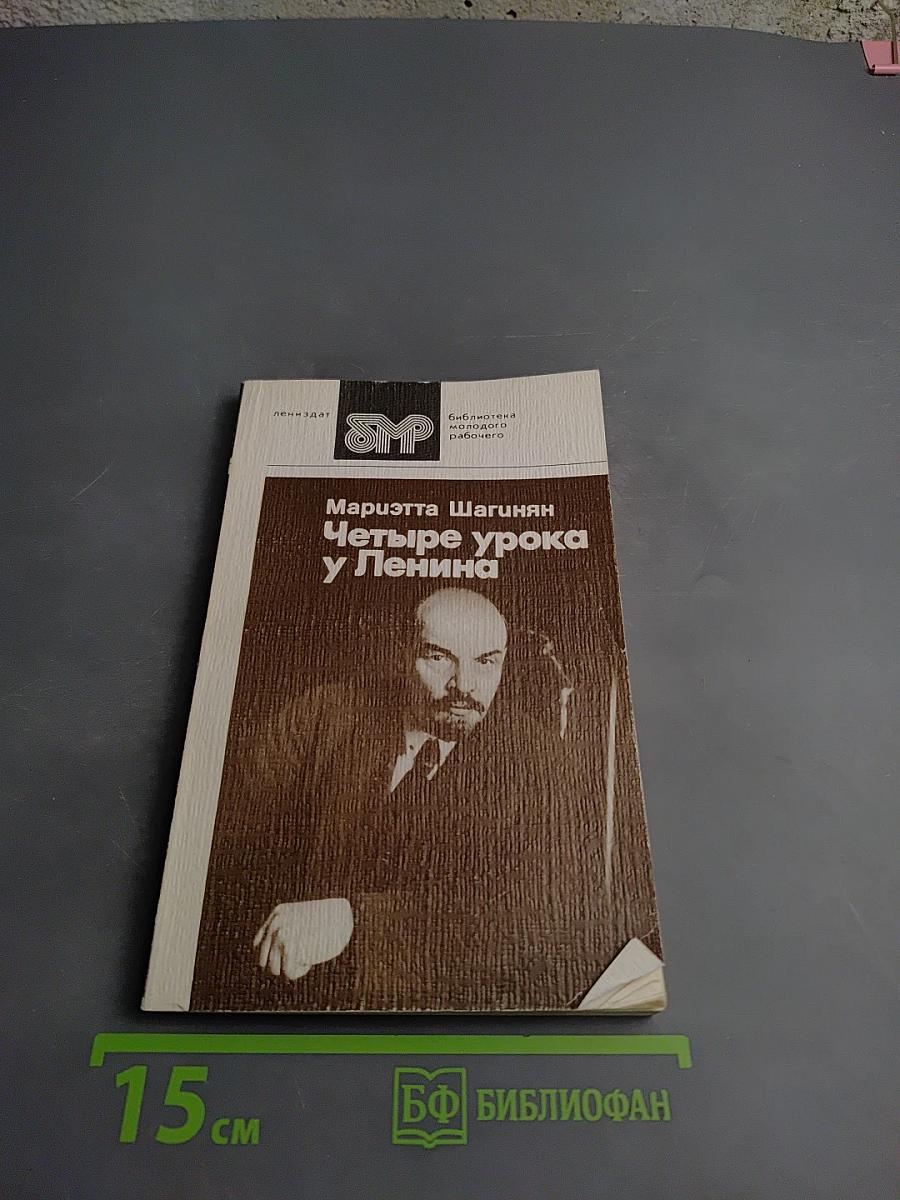 лениздат
бмр
библиотека
молодого
рабочего
Мариэтта Шагинян
Четыре урока
у Ленина
15 см
БФ БИБЛИОФАН